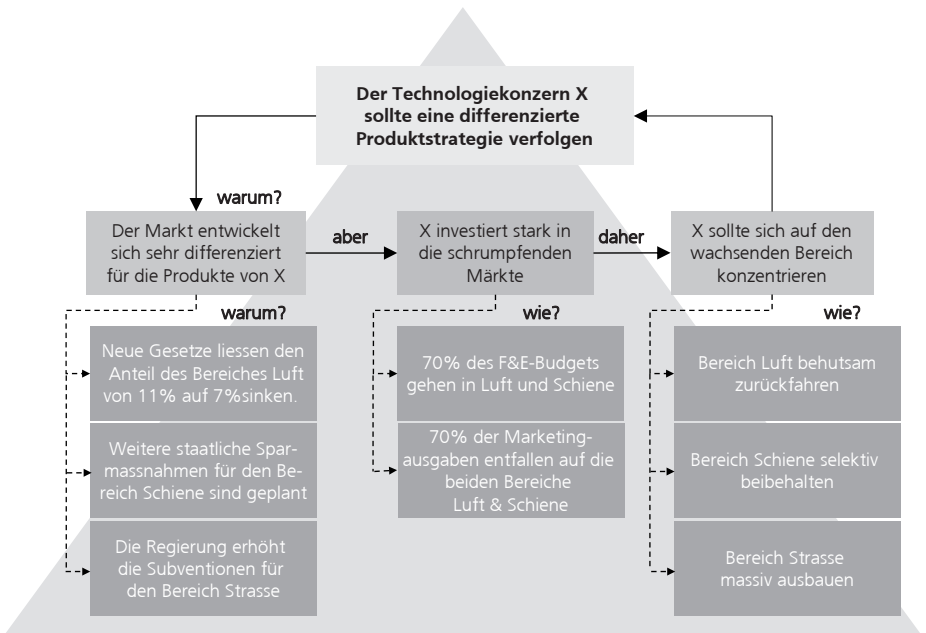 Der Technologiekonzern X
sollte eine differenzierte
Produktstrategie verfolgen
warum?
Der Markt entwickelt
sich sehr differenziert
für die Produkte von X
aber
X investiert stark in
die schrumpfenden
Märkte
daher
X sollte sich auf den
wachsenden Bereich
konzentrieren
warum?
Neue Gesetze liessen den
Anteil des Bereiches Luft
von 11% auf 7%sinken.
Weitere staatliche Spar-
massnahmen für den Be-
reich Schiene sind geplant
Die Regierung erhöht
die Subventionen für
den Bereich Strasse
wie?
70% des F&E-Budgets
gehen in Luft und Schiene
70% der Marketing-
ausgaben entfallen auf die
beiden Bereiche
Luft & Schiene
wie?
Bereich Luft behutsam
zurückfahren
Bereich Schiene selektiv
beibehalten
Bereich Strasse
massiv ausbauen